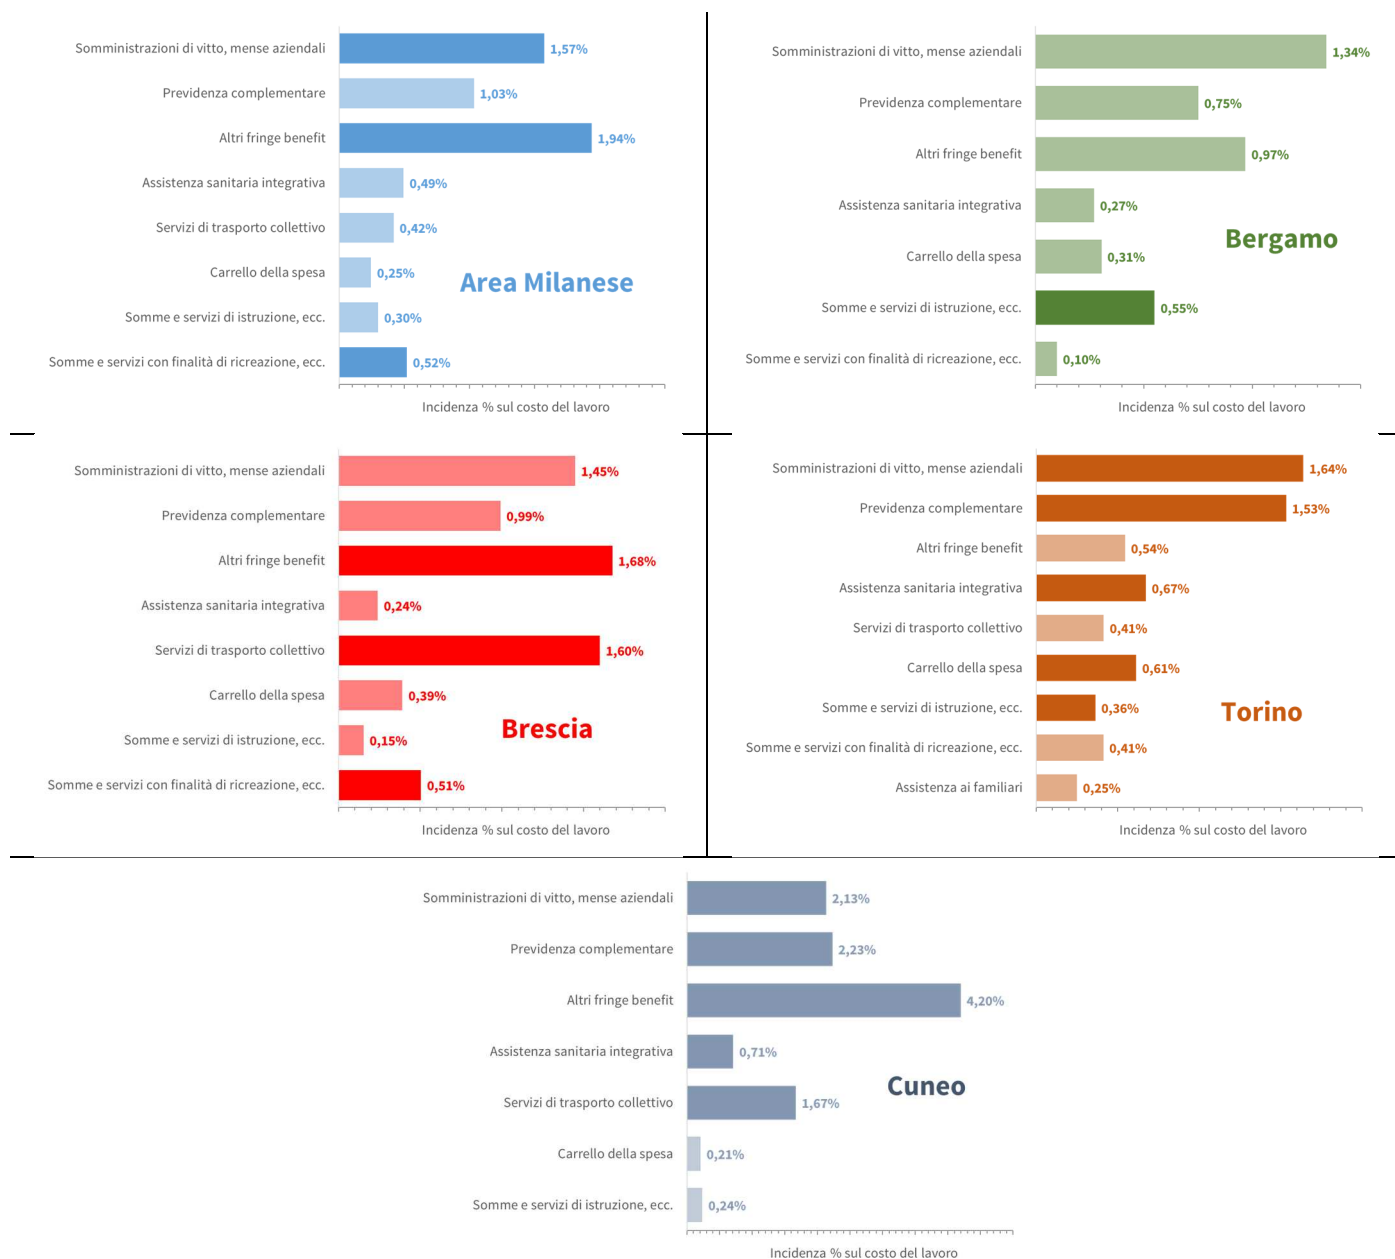 Somministrazioni di vitto, mense aziendali 1,57%
Previdenza complementare 1,03%
Altri fringe benefit 1,94%
Assistenza sanitaria integrativa 0,49%
Servizi di trasporto collettivo 0,42%
Carrello della spesa 0,25%
Area Milanese
Somme e servizi di istruzione, ecc. 0,30%
Somme e servizi con finalità di ricreazione, ecc. 0,52%
Incidenza % sul costo del lavoro
Somministrazioni di vitto, mense aziendali 1,34%
Previdenza complementare 0,75%
Altri fringe benefit 0,97%
Assistenza sanitaria integrativa 0,27%
Bergamo
Carrello della spesa 0,31%
Somme e servizi di istruzione, ecc. 0,55%
Somme e servizi con finalità di ricreazione, ecc. 0,10%
Incidenza % sul costo del lavoro
Somministrazioni di vitto, mense aziendali 1,45%
Previdenza complementare 0,99%
Altri fringe benefit 1,68%
Assistenza sanitaria integrativa 0,24%
Servizi di trasporto collettivo 1,60%
Carrello della spesa 0,39%
Brescia
Somme e servizi di istruzione, ecc. 0,15%
Somme e servizi con finalità di ricreazione, ecc. 0,51%
Incidenza % sul costo del lavoro
Somministrazioni di vitto, mense aziendali 1,64%
Previdenza complementare 1,53%
Altri fringe benefit 0,54%
Assistenza sanitaria integrativa 0,67%
Servizi di trasporto collettivo 0,41%
Carrello della spesa 0,61%
Somme e servizi di istruzione, ecc. 0,36%
Torino
Somme e servizi con finalità di ricreazione, ecc. 0,41%
Assistenza ai familiari 0,25%
Incidenza % sul costo del lavoro
Somministrazioni di vitto, mense aziendali 2,13%
Previdenza complementare 2,23%
Altri fringe benefit 4,20%
Assistenza sanitaria integrativa 0,71%
Cuneo
Servizi di trasporto collettivo 1,67%
Carrello della spesa 0,21%
Somme e servizi di istruzione, ecc. 0,24%
Incidenza % sul costo del lavoro